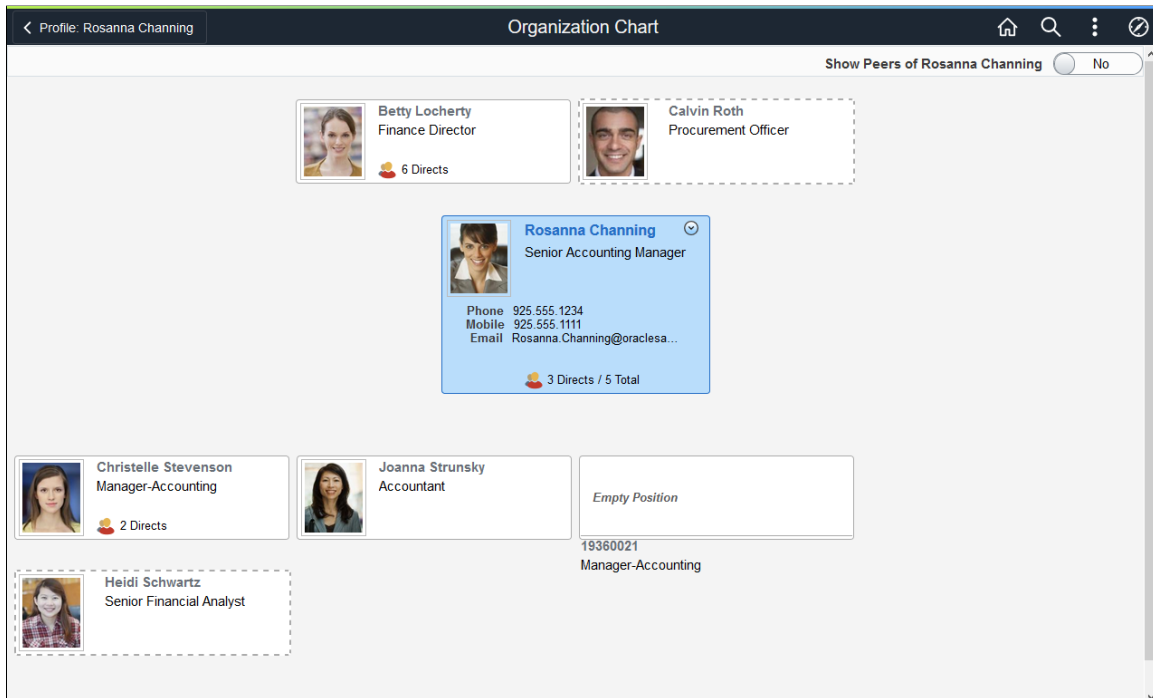 Profile: Rosanna Channing
Organization Chart
Show Peers of Rosanna Channing
No
Betty Locherty
Finance Director
6 Directs
Calvin Roth
Procurement Officer
Rosanna Channing
Senior Accounting Manager
Phone 925.555.1234
Mobile 925.555.1111
Email Rosanna.Channing@oraclesa...
3 Directs / 5 Total
Christelle Stevenson
Manager-Accounting
2 Directs
Joanna Strunsky
Accountant
Empty Position
19360021
Manager-Accounting
Heidi Schwartz
Senior Financial Analyst